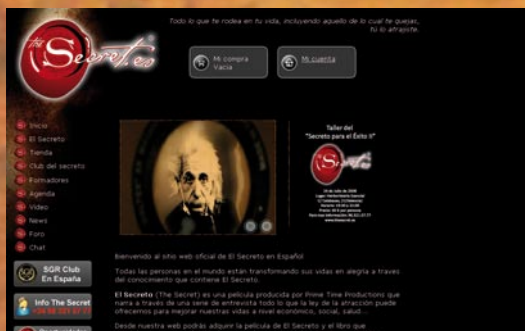 Todo lo que te rodea en tu vida, incluyendo aquello de lo cual te quejas,
Tú lo atrajiste.
the Secret.es
Mi compra
Vacía
Mi cuenta
Inicio
El Secreto
Tienda
Club del secreto
Formadores
Agenda
Video
News
Foro
Chat
SGR Club
En España
Info The Secret
Taller del
"Secreto para el Éxito II"
Bienvenido al sitio web oficial de El Secreto en Español
Todas las personas en el mundo están transformando sus vidas en alegría a través
del conocimiento que contiene El Secreto.
El Secreto (The Secret) es una película producida por Prime Time Productions que
narra a través de una serie de entrevista todo lo que la ley de la atracción puede
ofrecernos para mejorar nuestras vidas a nivel económico, social, salud...
Desde nuestra web podrás adquirir la película de El Secreto y el libro que